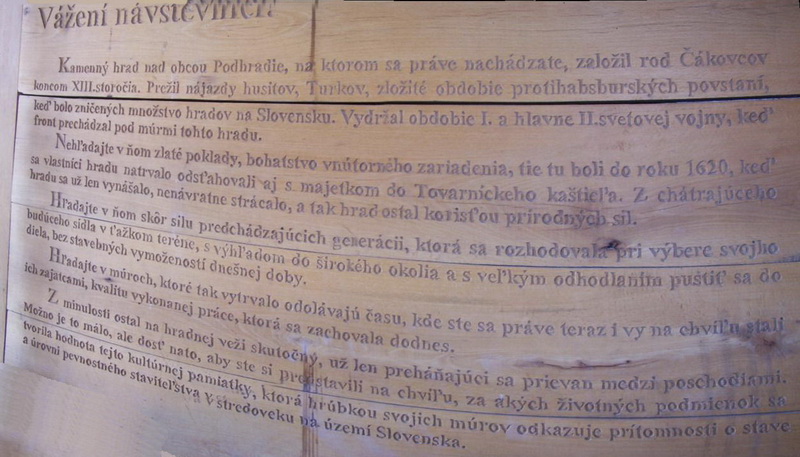 Vážení návštevníci!
Kamenný hrad nad obcou Podhradie, na ktorom sa práve nachádzate, založil rod Čákovcov
koncom XIII.storočia. Prežil nájazdy husitov, Turkov, zložité obdobie protihabsburských povstaní,
keď bolo zničených množstvo hradov na Slovensku. Vydržal obdobie I. a hlavne II.svetovej vojny, keď
front prechádzal pod múrmi tohto hradu.
Nehľadajte v ňom zlaté poklady, bohatstvo vnútorného zariadenia, tie tu boli do roku 1620, keď
sa vlastníci hradu natrvalo odsťahovali aj s majetkom do Tovarníckeho kaštieľa. Z chátrajúceho
hradu sa už len vynášalo, nenávratne strácalo, a tak hrad ostal korisťou prírodných síl.
Hľadajte v ňom skôr silu predchádzajúcich generácii, ktorá sa rozhodovala pri výbere svojho
budúceho sídla v ťažkom teréne, s výhľadom do širokého okolia a s veľkým odhodlaním pustiť sa do
diela, bez stavebných vymožeností dnešnej doby.
Hľadajte v múroch, ktoré tak vytrvalo odolávajú času, kde ste sa práve teraz i vy na chvíľu stali
ich zajatcami, kvalitu vykonanej práce, ktorá sa zachovala dodnes.
Z minulosti ostal na hradnej veži skutočný, už len preháňajúci sa prievan medzi poschodiami.
Možno je to málo, ale dosť nato, aby ste si predstavili na chvíľu, za akých životných podmienok sa
tvorila hodnota tejto kultúrnej pamiatky, ktorá hrúbkou svojich múrov odkazuje prítomnosti o stave
a úrovni pevnostného staviteľstva v stredoveku na území Slovenska.